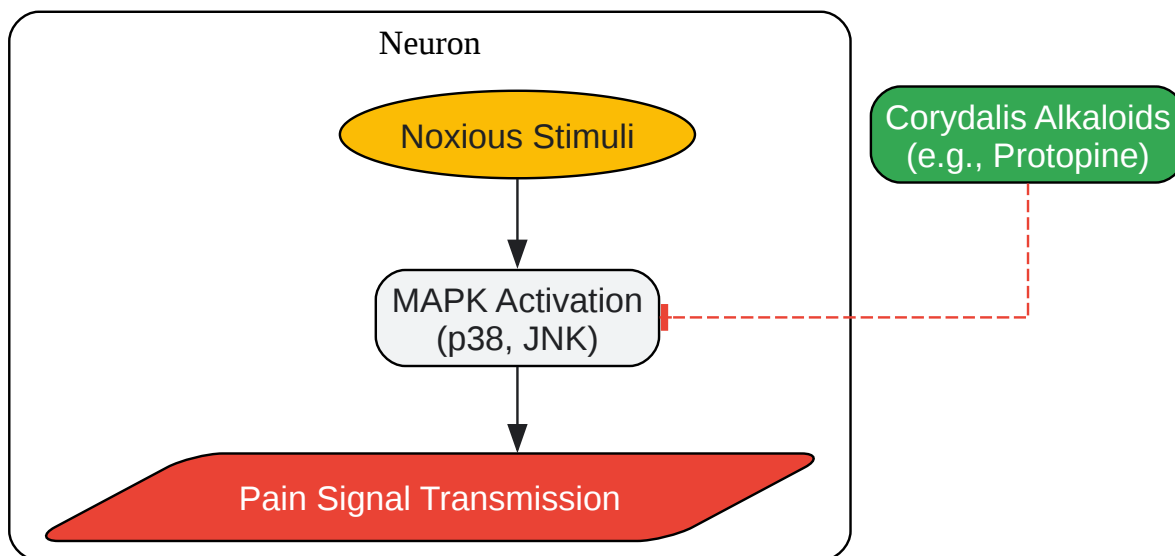 Neuron
Noxious Stimuli
Corydalis Alkaloids
(e.g., Protopine)
MAPK Activation
(p38, JNK)
Pain Signal Transmission